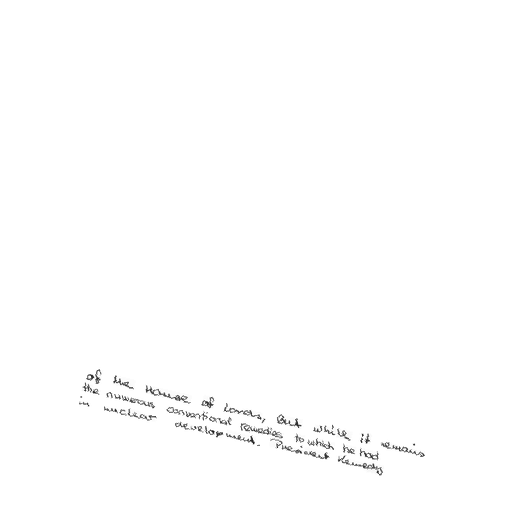 of the House of Lords, But while it remains
the numerous conventional remedies to which he had
in nuclear development. President Kennedy